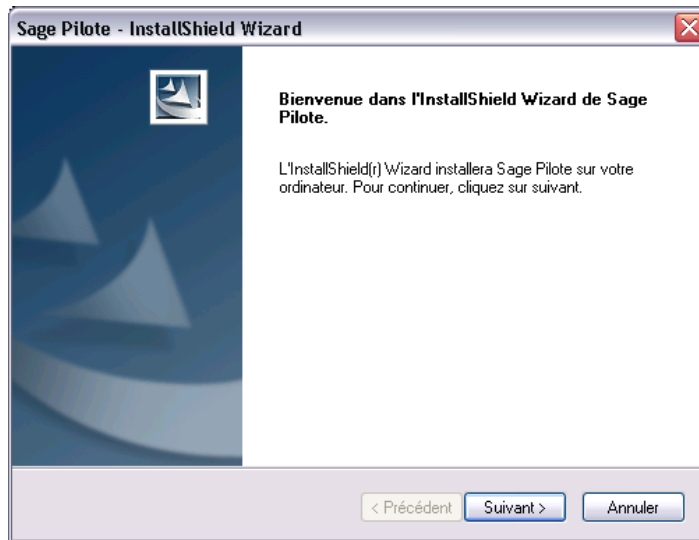 Sage Pilote - InstallShield Wizard
Bienvenue dans l'InstallShield Wizard de Sage
Pilote.
L'InstallShield(r) Wizard installera Sage Pilote sur votre
ordinateur. Pour continuer, cliquez sur suivant.
< Précédent
Suivant >
Annuler